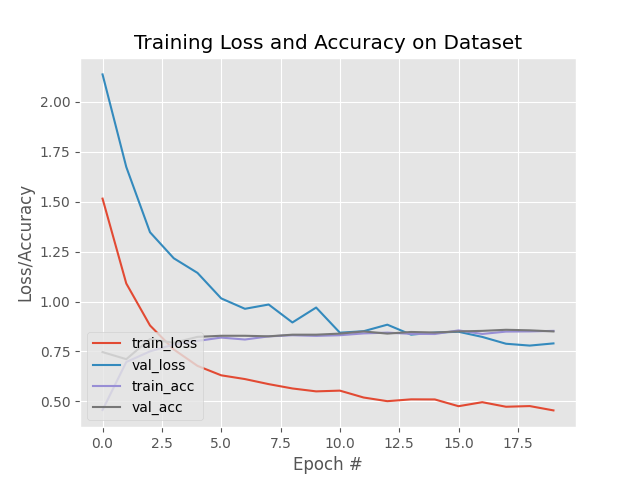 Training Loss and Accuracy on Dataset
Loss/Accuracy
2.00
1.75
1.50
1.25
1.00
0.75
0.50
train_loss
val_loss
train_acc
val_acc
0.0 2.5 5.0 7.5 10.0 12.5 15.0 17.5
Epoch #